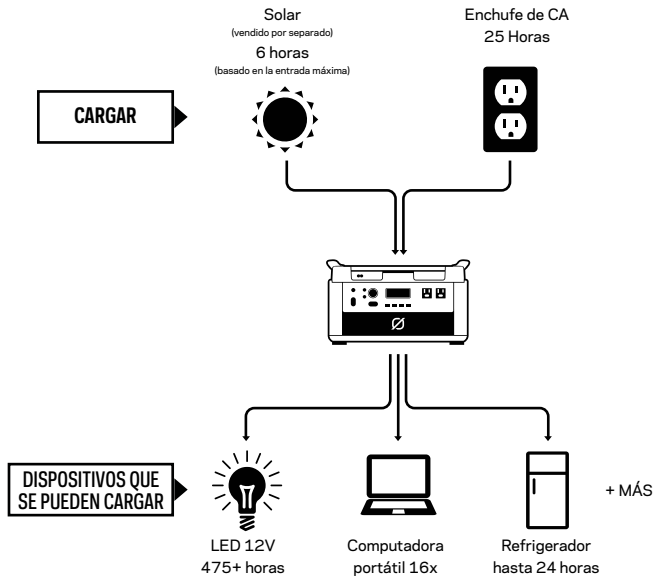 Solar
(vendido por separado)
6 horas
(basado en la entrada máxima)
Enchufe de CA
25 Horas
CARGAR
DISPOSITIVOS QUE
SE PUEDEN CARGAR
LED 12V
475+ horas
Computadora
portátil 16x
Refrigerador
hasta 24 horas
+ MÁS